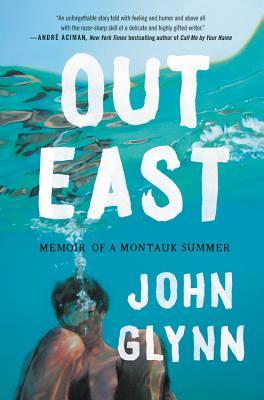 "An unforgettable story told with feeling and humor and above all
with the razor-sharp skill of a delicate and highly gifted writer."
—ANDRÉ ACIMAN, New York Times bestselling author of Call Me by Your Name
OUT
EAST
MEMOIR OF A MONTAUK SUMMER
JOHN
GLYNN